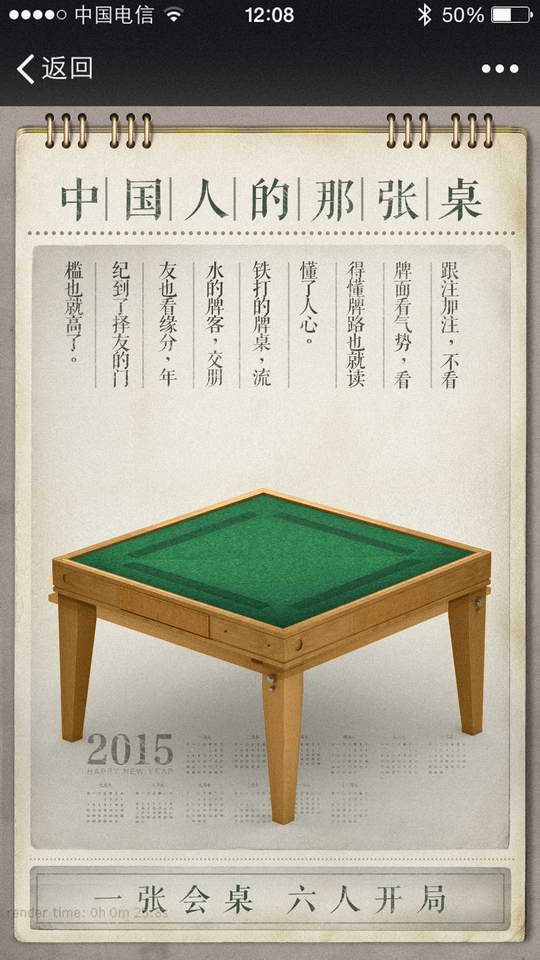 中国电信
12:08
50%
返回
中国人的那张桌
跟注加注，不看
牌面看气势，看
得懂牌路也就读
懂了人心。
铁打的牌桌，流
水的牌客，交朋
友也看缘分，年
纪到了择友的门
槛也就高了。
2015
HAPPY NEW YEAR
一张会桌 六人开局
render time: 0h 0m